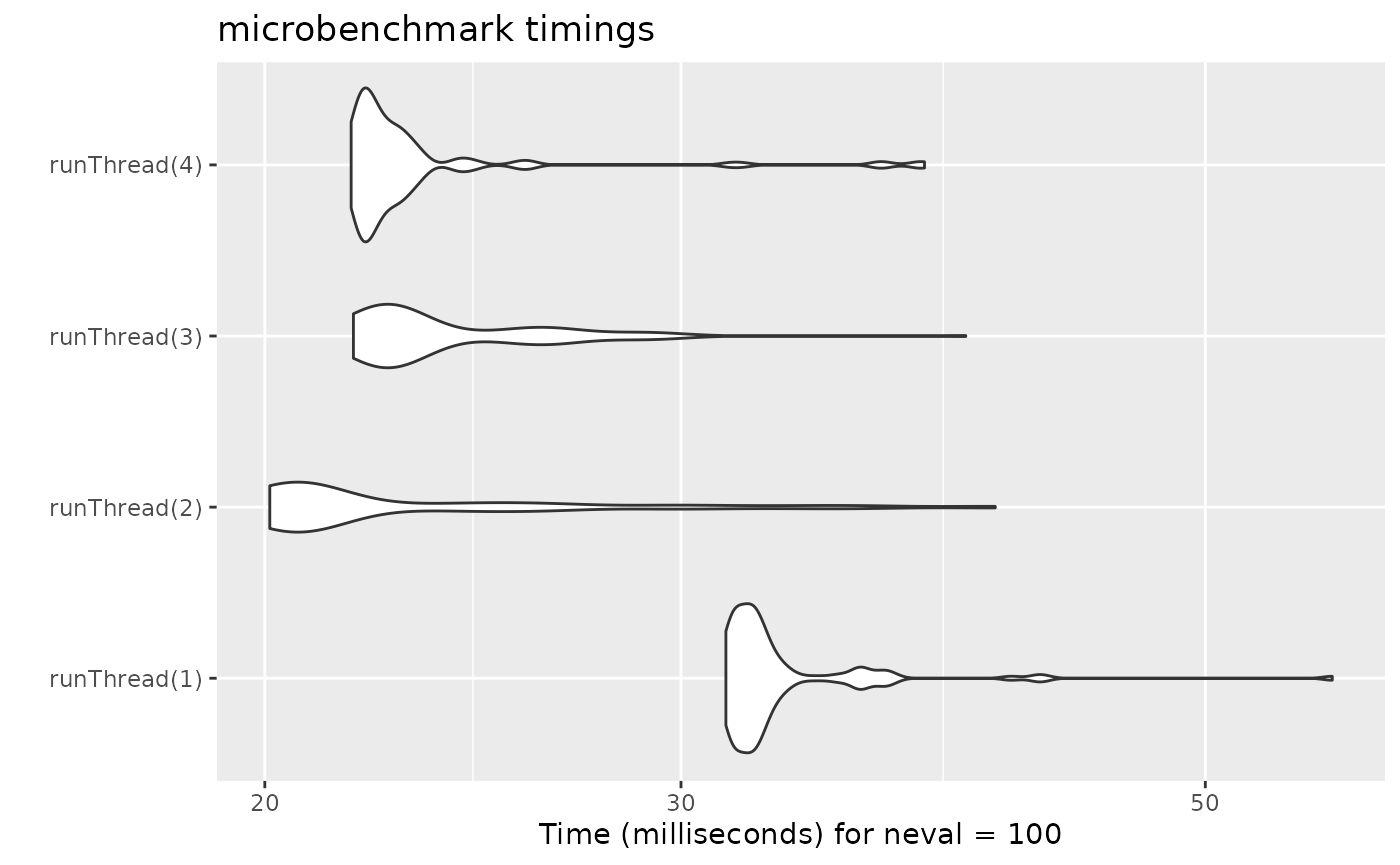 microbenchmark timings
runThread(4)
runThread(3)
runThread(2)
runThread(1)
20 30 50
Time (milliseconds) for neval = 100